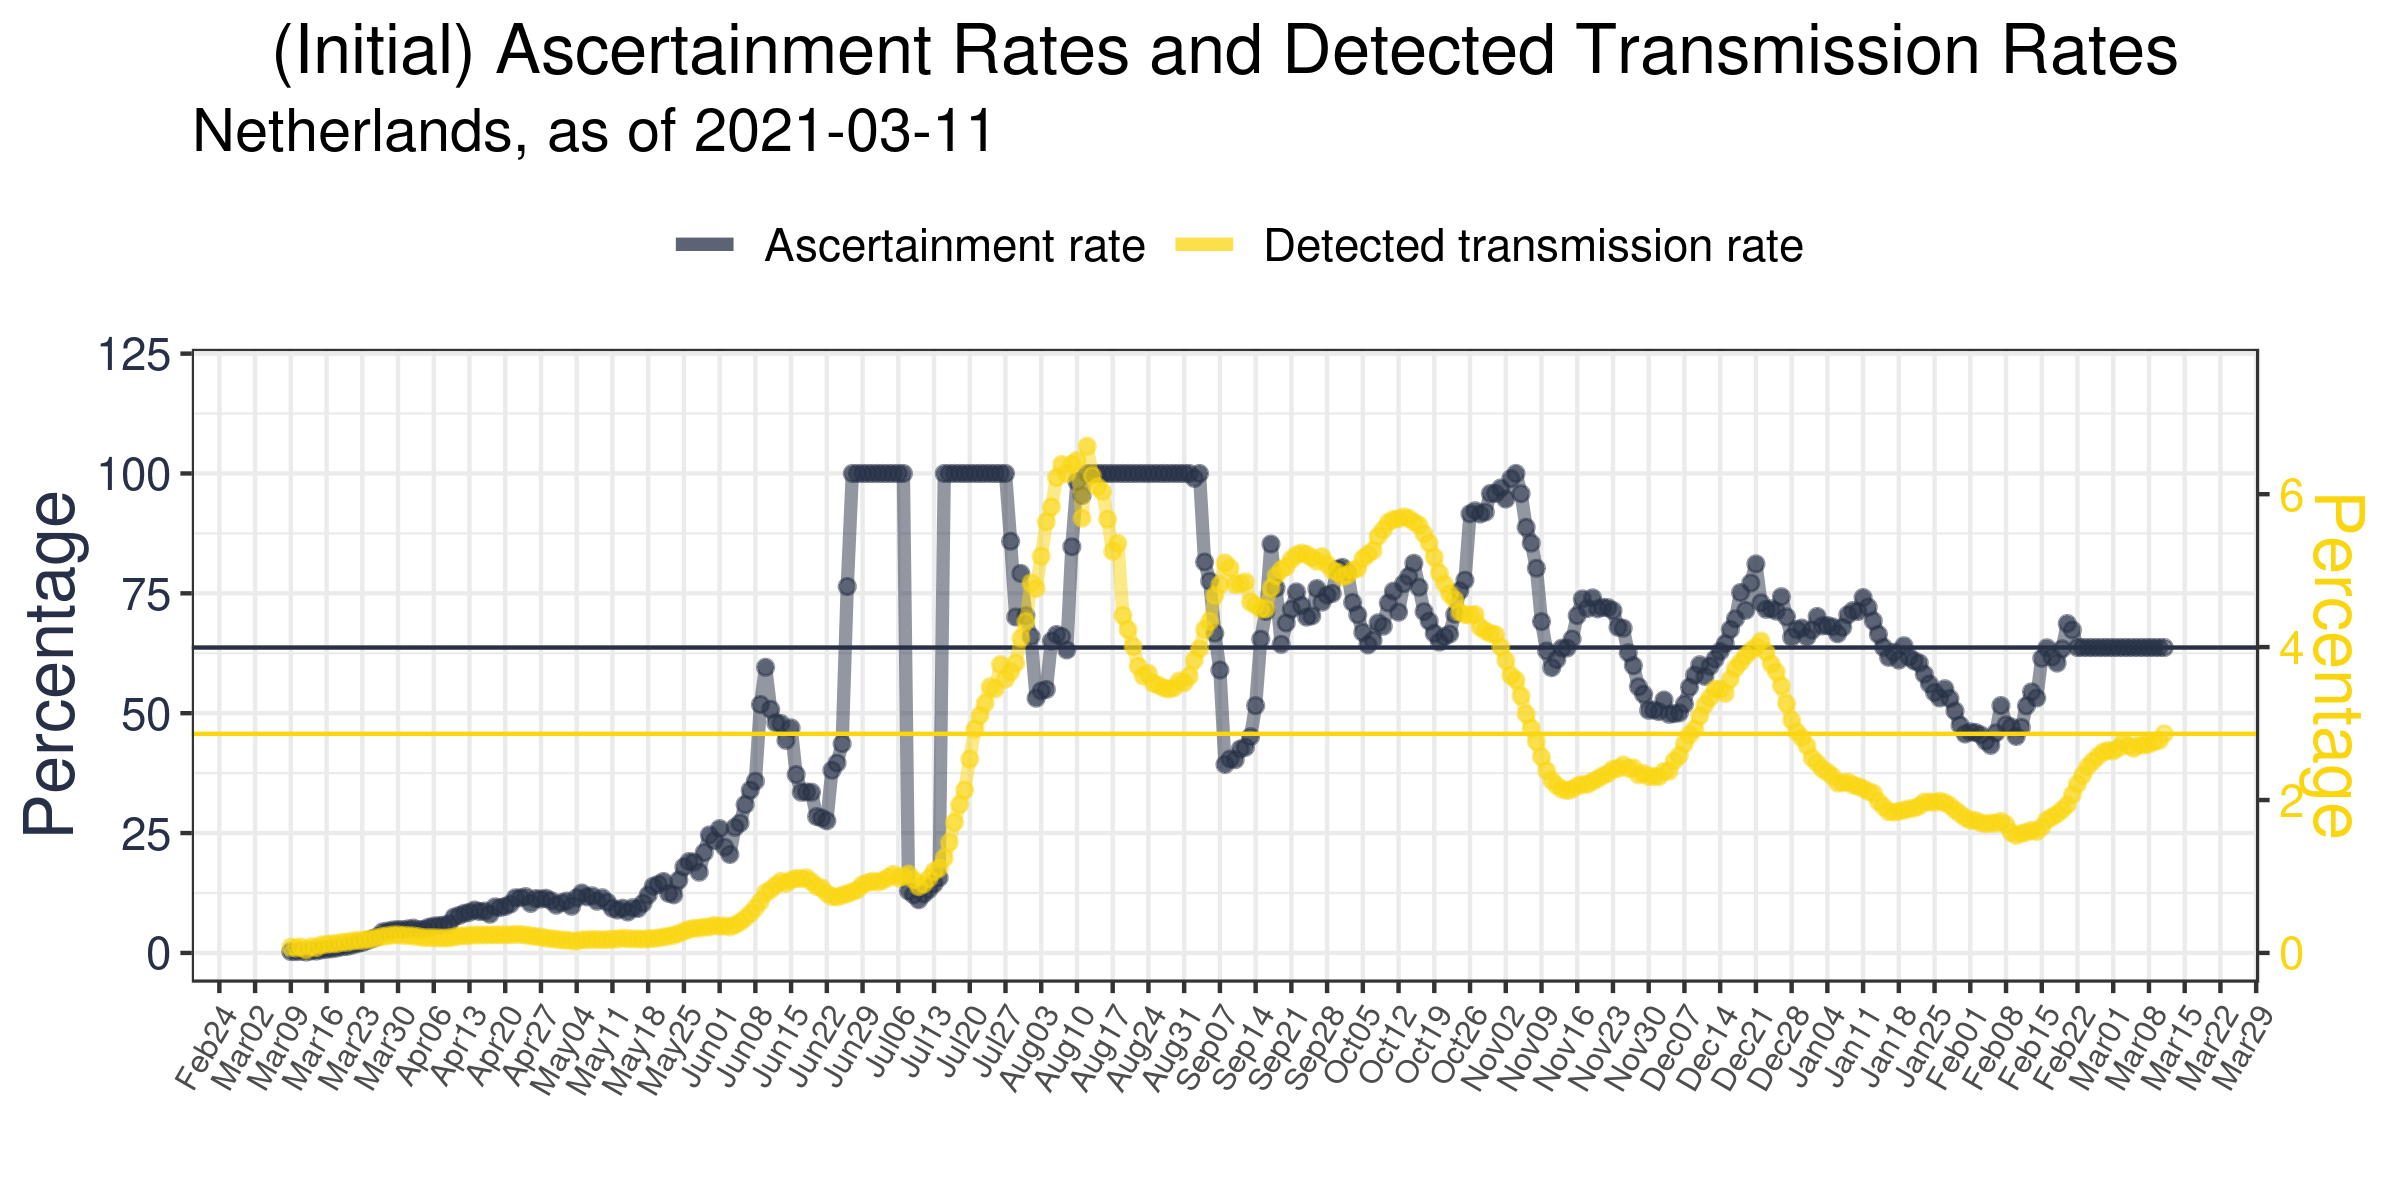 (Initial) Ascertainment Rates and Detected Transmission Rates
Netherlands, as of 2021-03-11
Ascertainment rate
Detected transmission rate
Percentage
125
100
75
50
25
0
6
4
2
0
Percentage
Feb24
Mar02
Mar09
Mar16
Mar23
Mar30
Apr06
Apr13
Apr20
Apr27
May04
May11
May18
May25
Jun01
Jun08
Jun15
Jun22
Jun29
Jul06
Jul13
Jul20
Jul27
Aug03
Aug10
Aug17
Aug24
Aug31
Sep07
Sep14
Sep21
Sep28
Oct05
Oct12
Oct19
Oct26
Nov02
Nov09
Nov16
Nov23
Nov30
Dec07
Dec14
Dec21
Dec28
Jan04
Jan11
Jan18
Jan25
Feb01
Feb08
Feb15
Feb22
Mar01
Mar08
Mar15
Mar22
Mar29